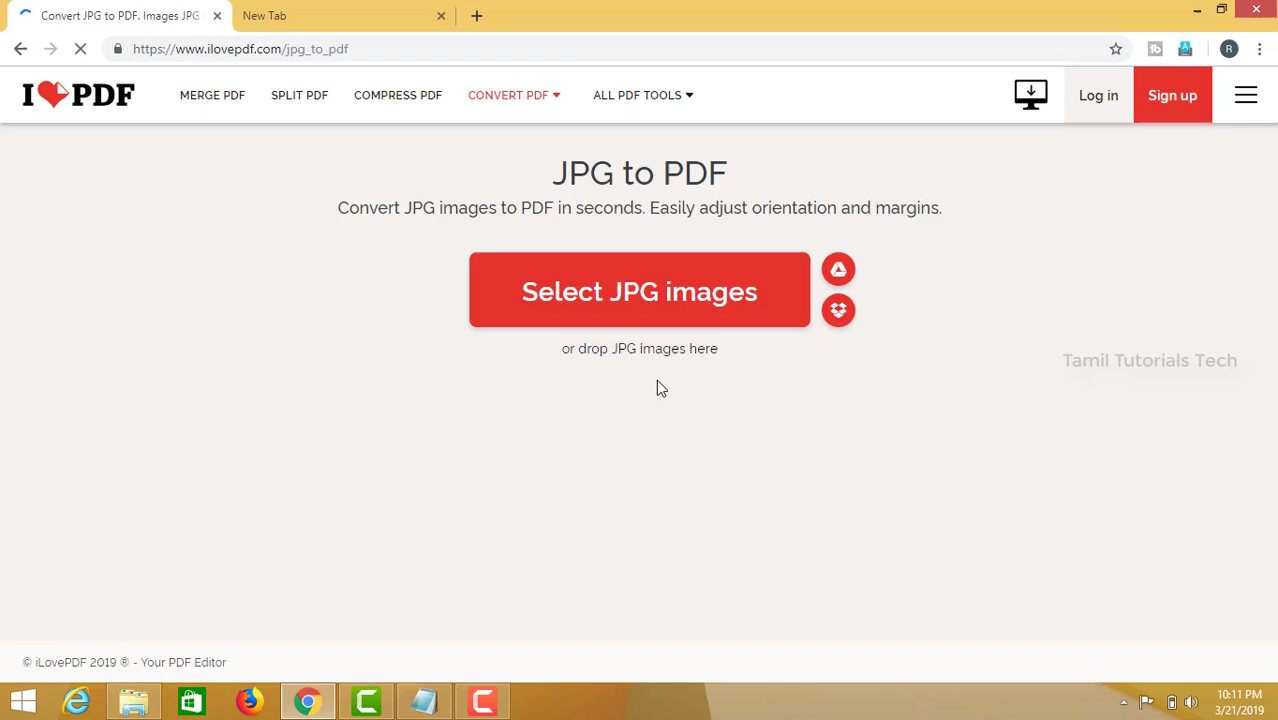 Convert JPG to PDF. Images JPG
New Tab
https://www.ilovepdf.com/jpg_to_pdf
R
I PDF
MERGE PDF
SPLIT PDF
COMPRESS PDF
CONVERT PDF
ALL PDF TOOLS
Log in
Sign up
JPG to PDF
Convert JPG images to PDF in seconds. Easily adjust orientation and margins.
Select JPG images
or drop JPG images here
Tamil Tutorials Tech
© iLovePDF 2019 ® - Your PDF Editor
10:11 PM
3/21/2019